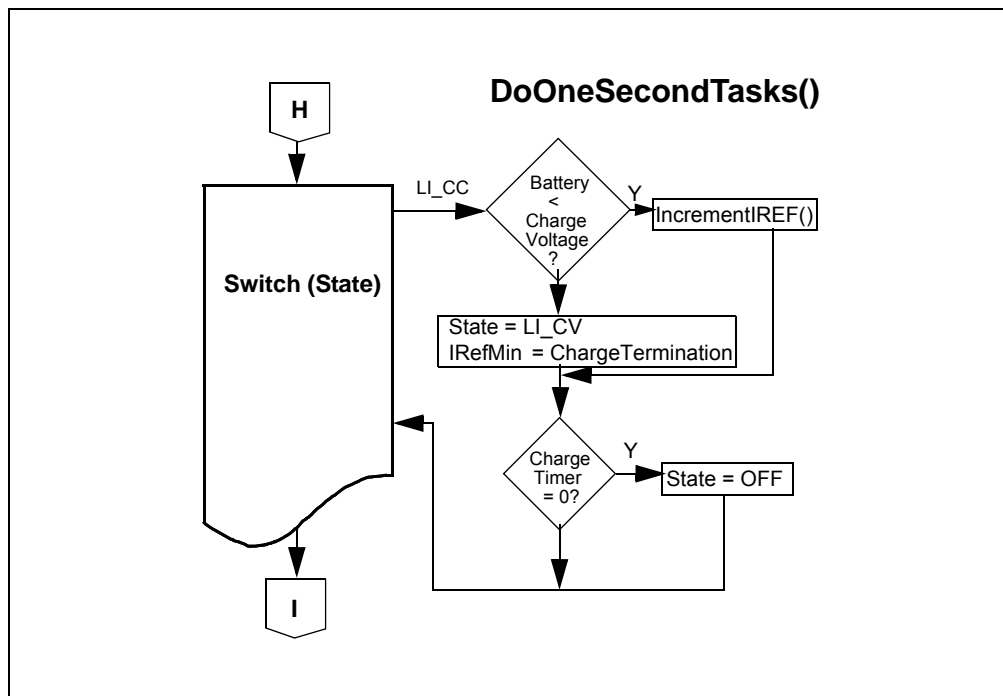 DoOneSecondTasks()
H
LI_CC
Battery
<
Charge
Voltage
?
Y
IncrementIREF()
Switch (State)
State = LI_CV
IRefMin = ChargeTermination
Charge
Timer
= 0?
Y
State = OFF
I